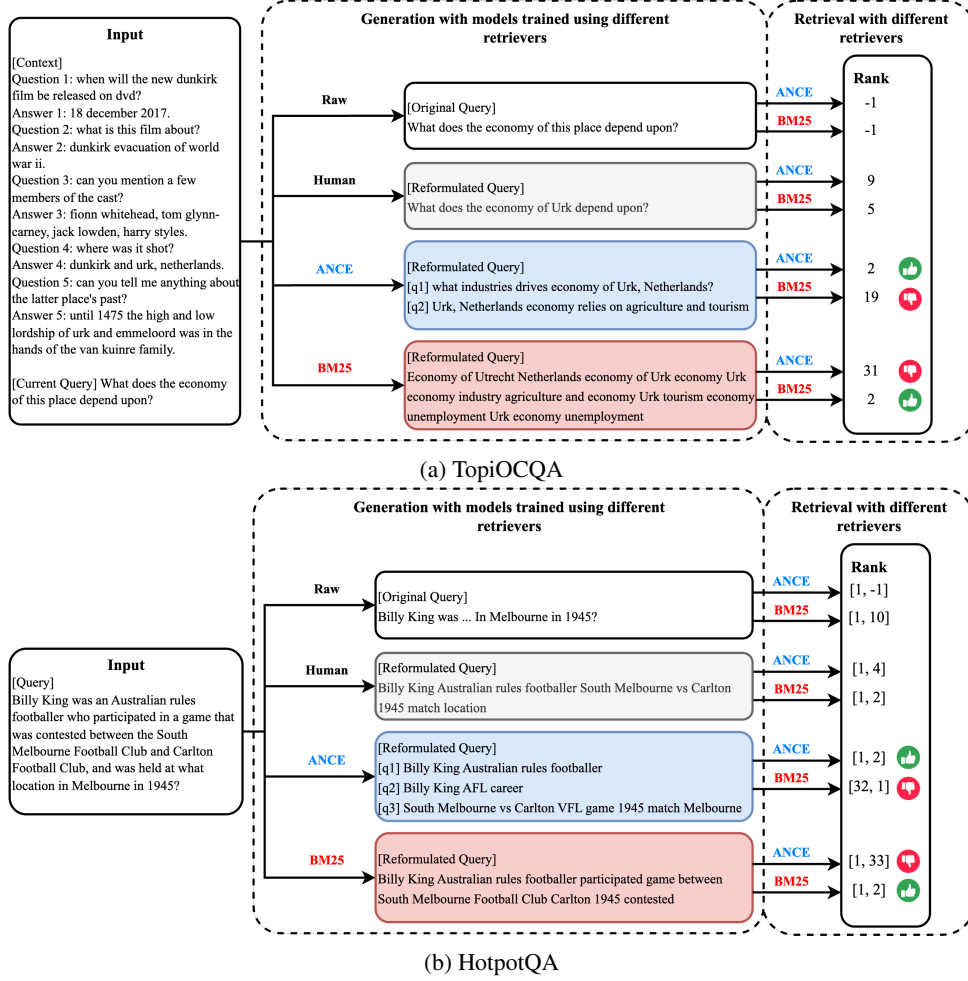 Generation with models trained using different
retrievers
Retrieval with different
retrievers
Input
[Context]
Question 1: when will the new dunkirk
film be released on dvd?
Answer 1: 18 december 2017.
Question 2: what is this film about?
Answer 2: dunkirk evacuation of world
war ii.
Question 3: can you mention a few
members of the cast?
Answer 3: fionn whitehead, tom glynn-
carney, jack lowden, harry styles.
Question 4: where was it shot?
Answer 4: dunkirk and urk, netherlands.
Question 5: can you tell me anything about
the latter place's past?
Answer 5: until 1475 the high and low
lordship of urk and emmeloord was in the
hands of the van kuinre family.
[Current Query] What does the economy
of this place depend upon?
Raw
[Original Query]
What does the economy of this place depend upon?
Human
[Reformulated Query]
What does the economy of Urk depend upon?
ANCE
[Reformulated Query]
[q1] what industries drives economy of Urk, Netherlands?
[q2] Urk, Netherlands economy relies on agriculture and tourism
BM25
[Reformulated Query]
Economy of Utrecht Netherlands economy of Urk economy Urk
economy industry agriculture and economy Urk tourism economy
unemployment Urk economy unemployment
Rank
ANCE
-1
BM25
-1
ANCE
9
BM25
5
ANCE
2
BM25
19
ANCE
31
BM25
2
(a) TopiOCQA
Generation with models trained using different
retrievers
Retrieval with different
retrievers
Input
[Query]
Billy King was an Australian rules
footballer who participated in a game that
was contested between the South
Melbourne Football Club and Carlton
Football Club, and was held at what
location in Melbourne in 1945?
Raw
[Original Query]
Billy King was ... In Melbourne in 1945?
Human
[Reformulated Query]
Billy King Australian rules footballer South Melbourne vs Carlton
1945 match location
ANCE
[Reformulated Query]
[q1] Billy King Australian rules footballer
[q2] Billy King AFL career
[q3] South Melbourne vs Carlton VFL game 1945 match Melbourne
BM25
[Reformulated Query]
Billy King Australian rules footballer participated game between
South Melbourne Football Club Carlton 1945 contested
Rank
ANCE
[1, -1]
BM25
[1, 10]
ANCE
[1, 4]
BM25
[1, 2]
ANCE
[1, 2]
BM25
[32, 1]
ANCE
[1, 33]
BM25
[1, 2]
(b) HotpotQA